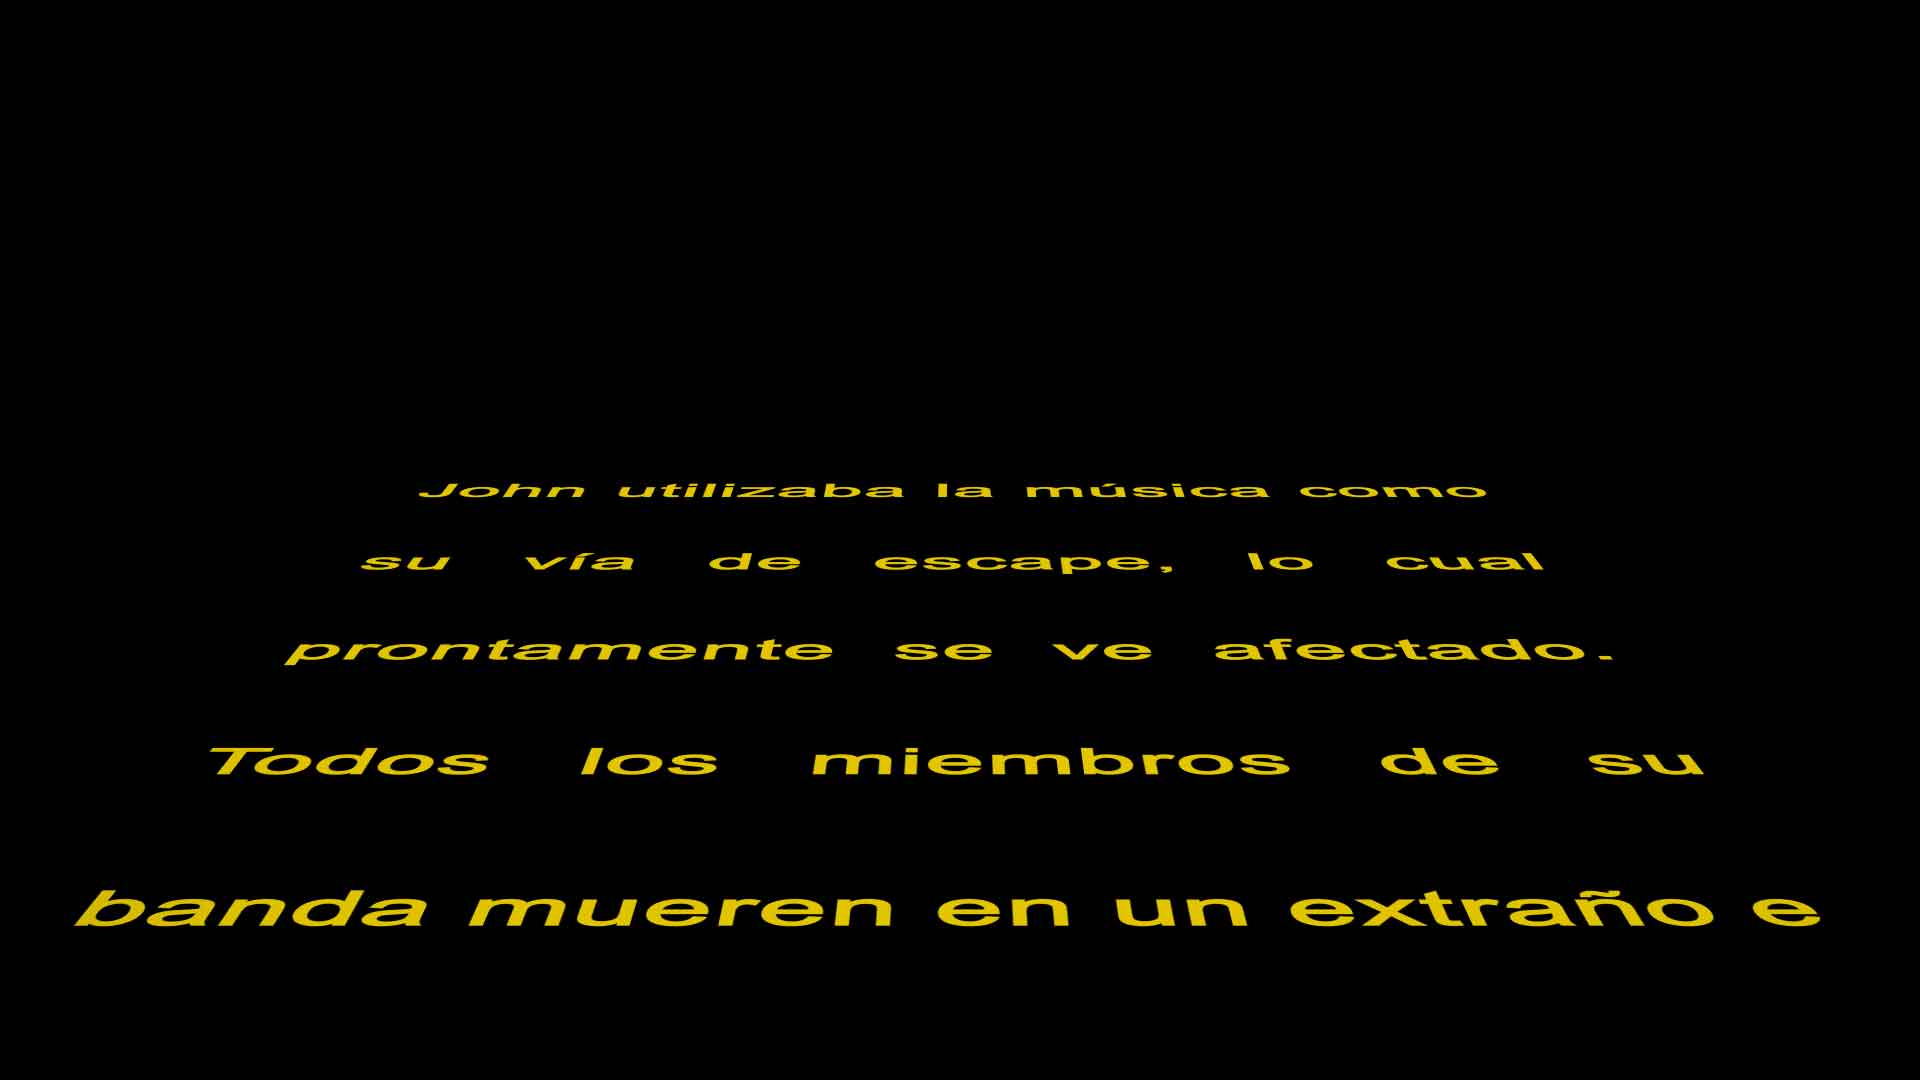 John utilizaba la música como
su vía de escape, lo cual
prontamente se ve afectado.
Todos los miembros de su
banda mueren en un extraño e